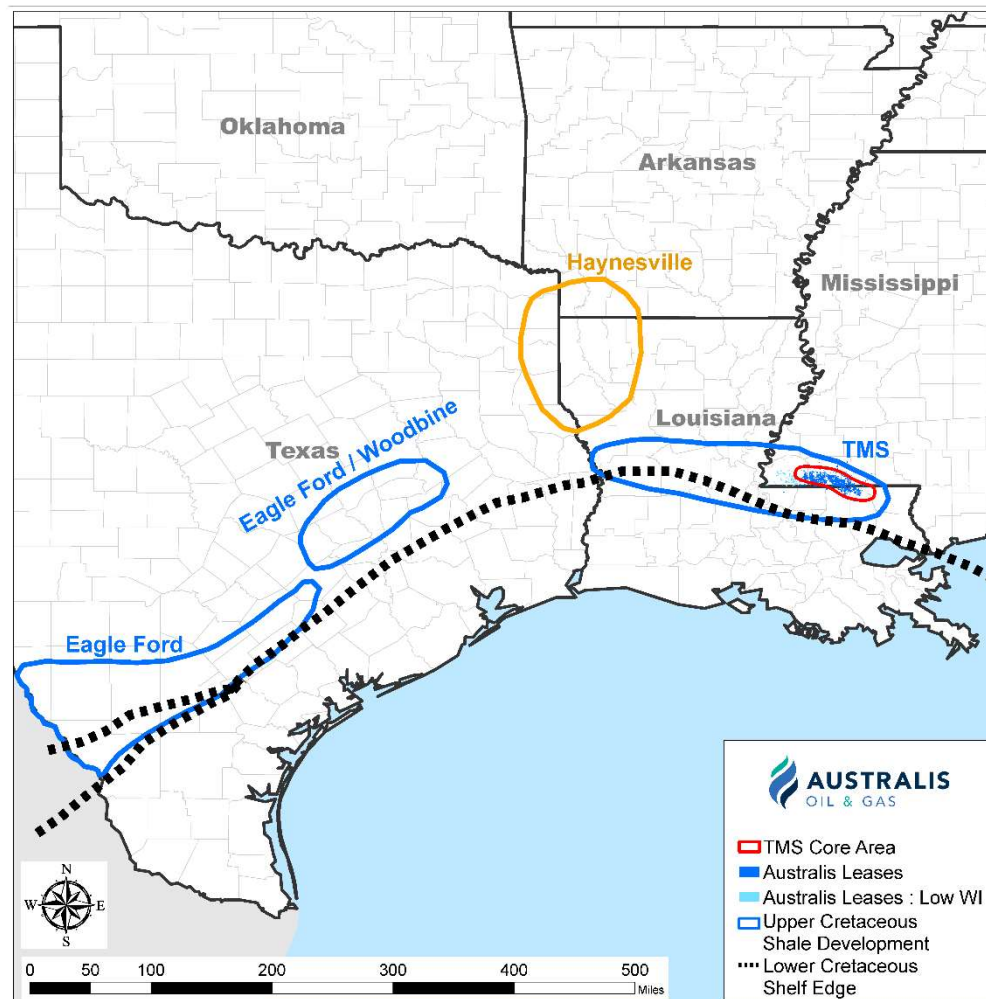 Oklahoma
Arkansas
Haynesville
Mississippi
Louisiana
TMS
Texas
Eagle Ford / Woodbine
Eagle Ford
AUSTRALIS
OIL & GAS
TMS Core Area
Australis Leases
Australis Leases : Low WI
Upper Cretaceous
Shale Development
Lower Cretaceous
Shelf Edge
N
W E
S
0 50 100 200 300 400 500
Miles